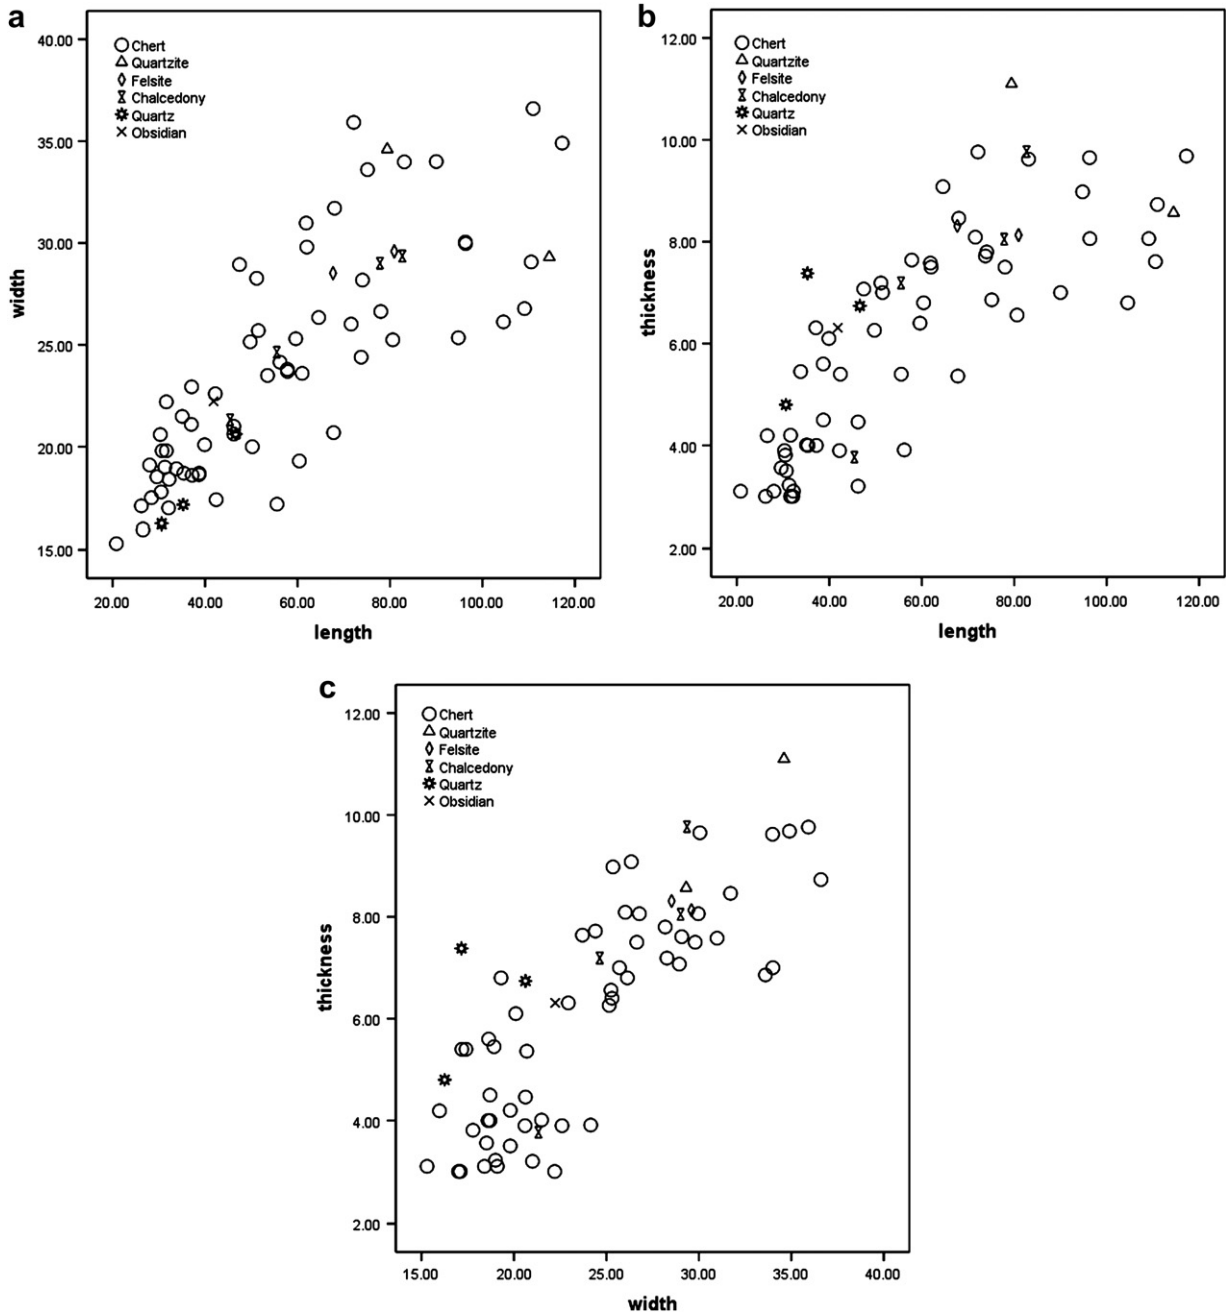 a
40.00
35.00
30.00
25.00
20.00
15.00
width
Chert
Quartzite
Felsite
Chalcedony
Quartz
Obsidian
20.00 40.00 60.00 80.00 100.00 120.00
length
b
12.00
10.00
8.00
6.00
4.00
2.00
thickness
Chert
Quartzite
Felsite
Chalcedony
Quartz
Obsidian
20.00 40.00 60.00 80.00 100.00 120.00
length
c
12.00
10.00
8.00
6.00
4.00
2.00
thickness
Chert
Quartzite
Felsite
Chalcedony
Quartz
Obsidian
15.00 20.00 25.00 30.00 35.00 40.00
width